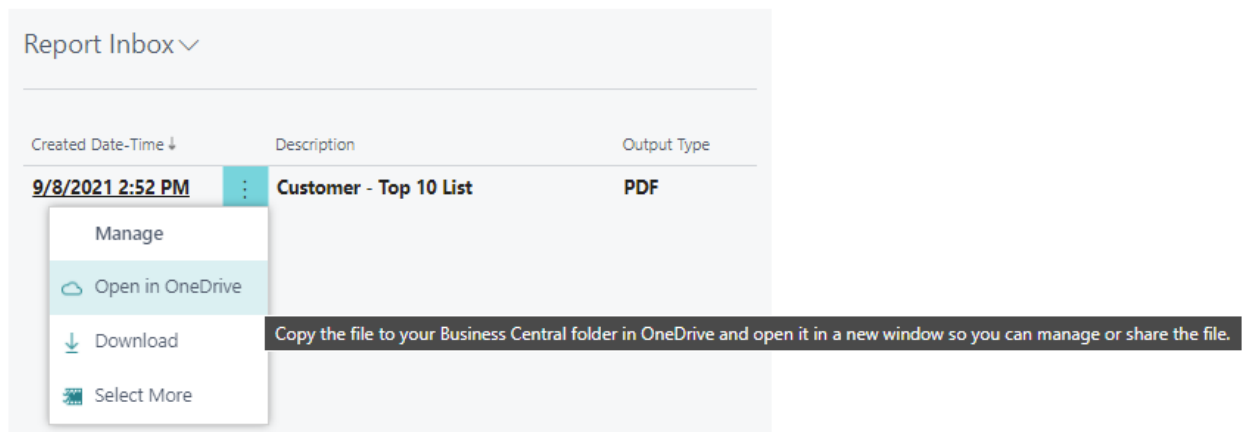 Report Inbox
Created Date-Time Description Output Type
9/8/2021 2:52 PM Customer - Top 10 List PDF
Manage
Open in OneDrive
Copy the file to your Business Central folder in OneDrive and open it in a new window so you can manage or share the file.
Download
Select More